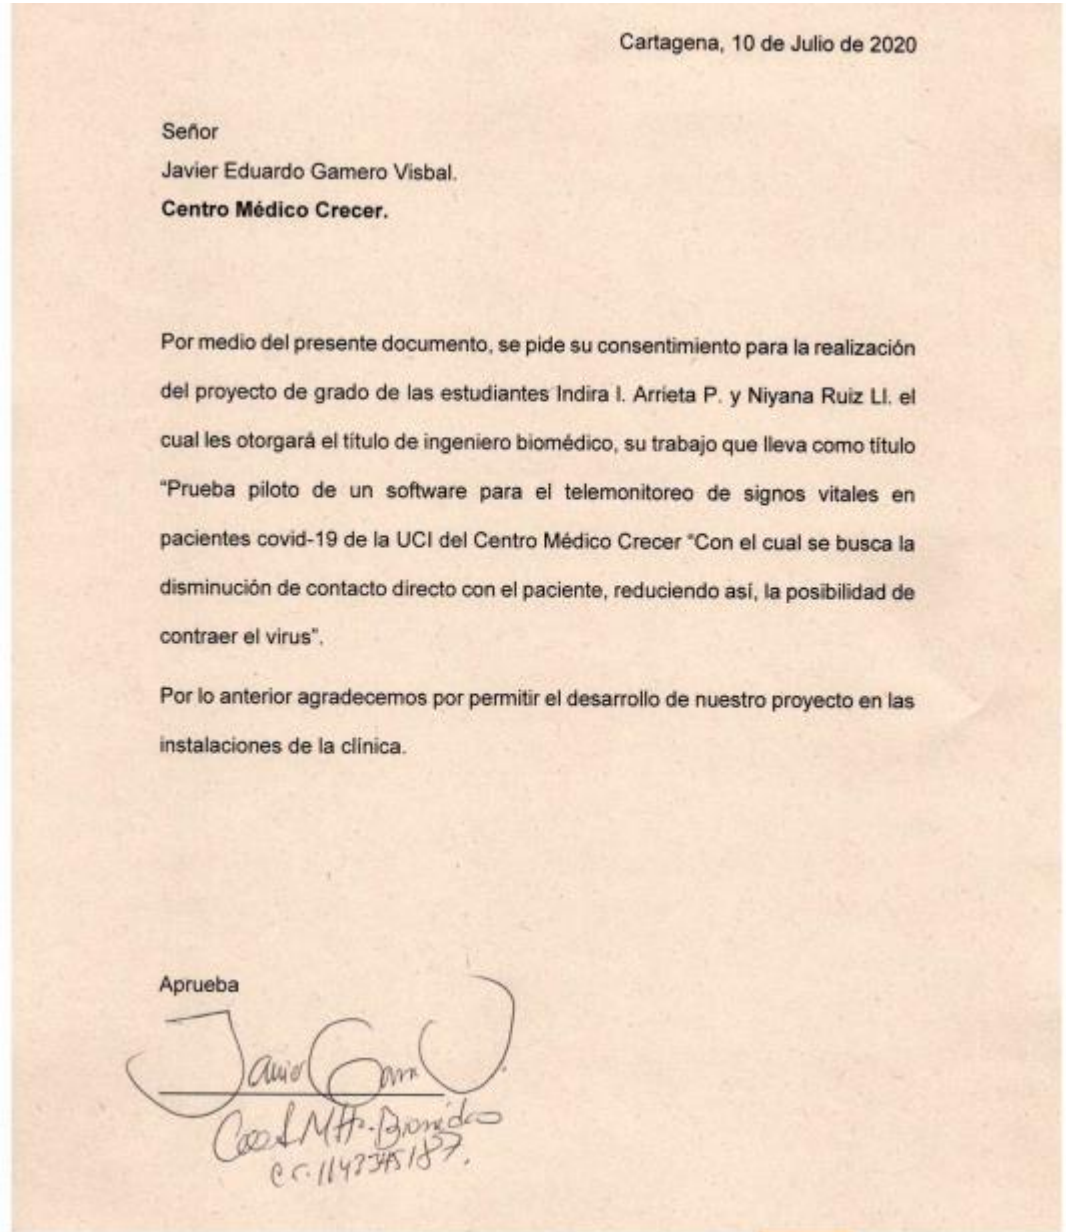 Cartagena, 10 de Julio de 2020
Señor
Javier Eduardo Gamero Visbal.
Centro Médico Crecer.
Por medio del presente documento, se pide su consentimiento para la realización
del proyecto de grado de las estudiantes Indira I. Arrieta P. y Niyana Ruiz Ll. el
cual les otorgará el título de ingeniero biomédico, su trabajo que lleva como título
“Prueba piloto de un software para el telemonitoreo de signos vitales en
pacientes covid-19 de la UCI del Centro Médico Crecer “Con el cual se busca la
disminución de contacto directo con el paciente, reduciendo así, la posibilidad de
contraer el virus”.
Por lo anterior agradecemos por permitir el desarrollo de nuestro proyecto en las
instalaciones de la clínica.
Aprueba
Javier